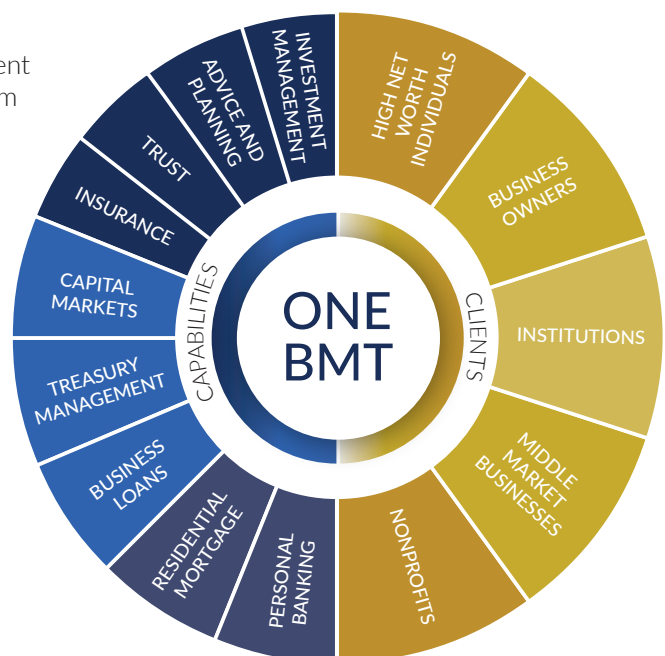 ent
m
INVESTMENT
MANAGEMENT
ADVICE AND
PLANNING
TRUST
INSURANCE
CAPITAL
MARKETS
TREASURY
MANAGEMENT
BUSINESS
LOANS
RESIDENTIAL
MORTGAGE
PERSONAL
BANKING
CAPABILITIES
ONE
BMT
CLIENTS
HIGH NET
WORTH
INDIVIDUALS
BUSINESS
OWNERS
INSTITUTIONS
MIDDLE
MARKET
BUSINESSES
NONPROFITS